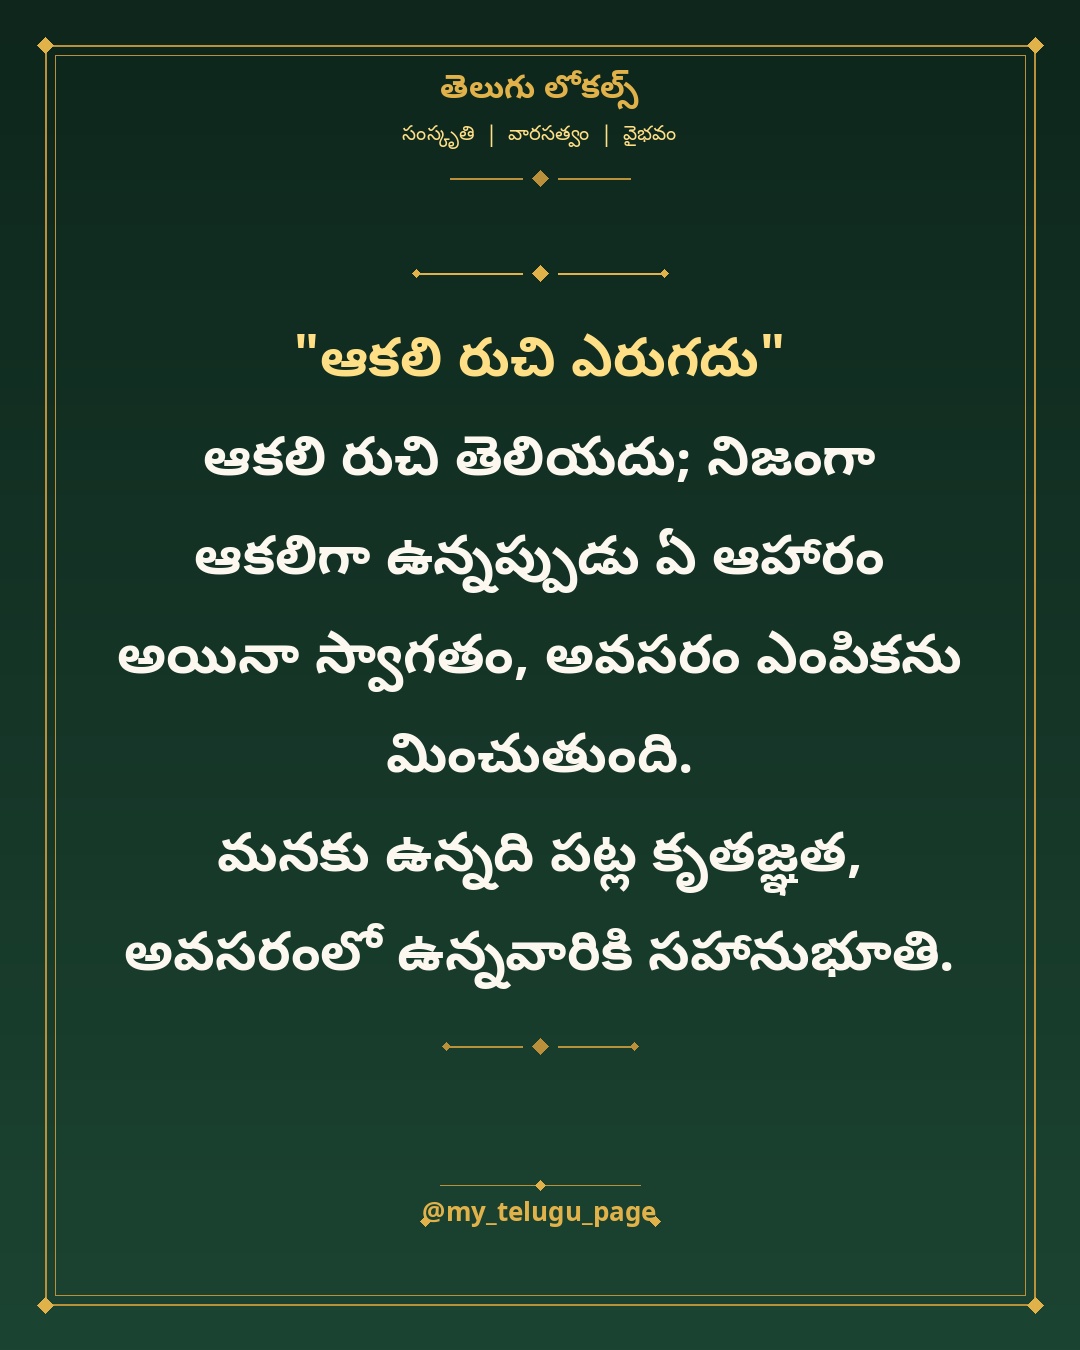 తెలుగు లోకల్స్
సంస్కృతి | వారసత్వం | వైభవం
"ఆకలి రుచి ఎరుగదు"
ఆకలి రుచి తెలియదు; నిజంగా
ఆకలిగా ఉన్నప్పుడు ఏ ఆహారం
అయినా స్వాగతం, అవసరం ఎంపికను
మించుతుంది.
మనకు ఉన్నది పట్ల కృతజ్ఞత,
అవసరంలో ఉన్నవారికి సహానుభూతి.
@my_telugu_page